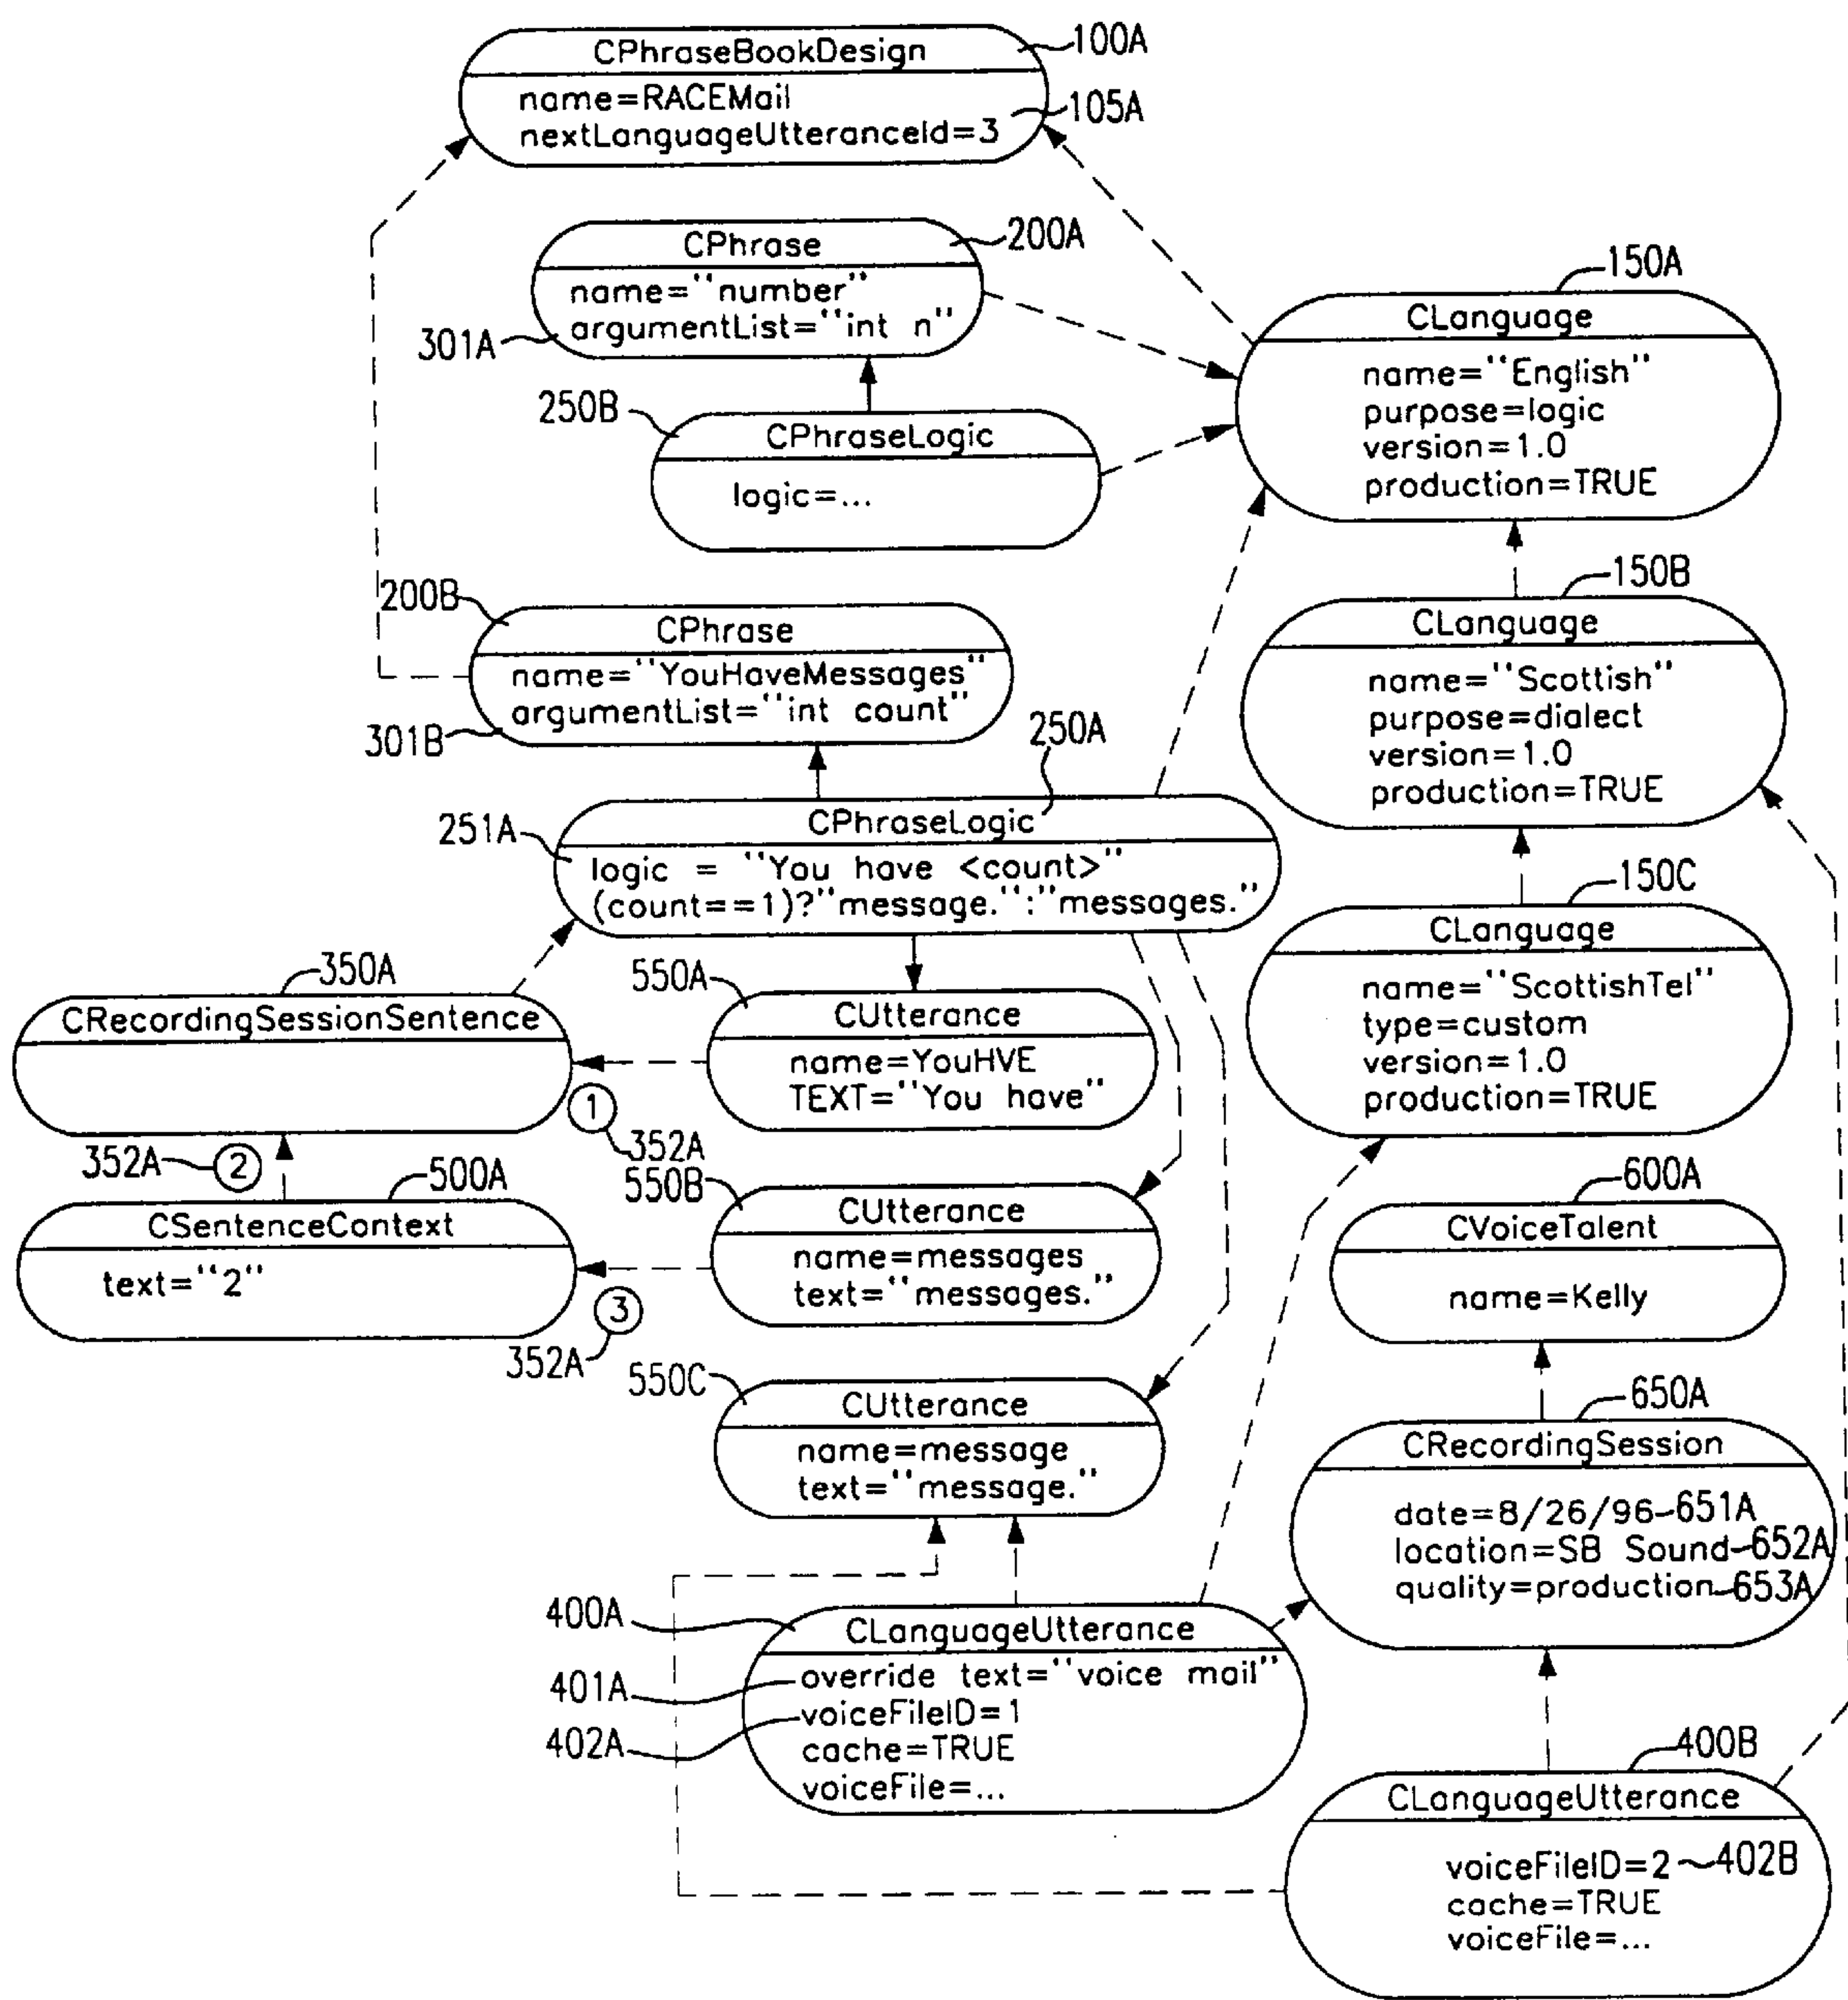 CPhraseBookDesign
100A
name=RACEMail
105A
nextLanguageUtteranceId=3
CPhrase
200A
name="number"
argumentList="int n"
301A
150A
CLanguage
name="English"
purpose=logic
version=1.0
production=TRUE
250B
CPhraseLogic
logic=...
150B
CLanguage
name="Scottish"
purpose=dialect
version=1.0
production=TRUE
200B
CPhrase
name="YouHaveMessages"
argumentList="int count"
301B
250A
251A
CPhraseLogic
logic = "You have <count>"
(count==1)?"message.":"messages."
150C
CLanguage
name="ScottishTel"
type=custom
version=1.0
production=TRUE
350A
CRecordingSessionSentence
550A
CUtterance
name=YouHVE
TEXT="You have"
1
352A
352A
2
500A
CSentenceContext
text="2"
550B
CUtterance
name=messages
text="messages."
3
352A
600A
CVoiceTalent
name=Kelly
550C
CUtterance
name=message
text="message."
650A
CRecordingSession
date=8/26/96
651A
location=SB Sound
652A
quality=production
653A
400A
CLanguageUtterance
401A
override text="voice mail"
402A
voiceFileID=1
cache=TRUE
voiceFile=...
400B
CLanguageUtterance
voiceFileID=2
402B
cache=TRUE
voiceFile=...